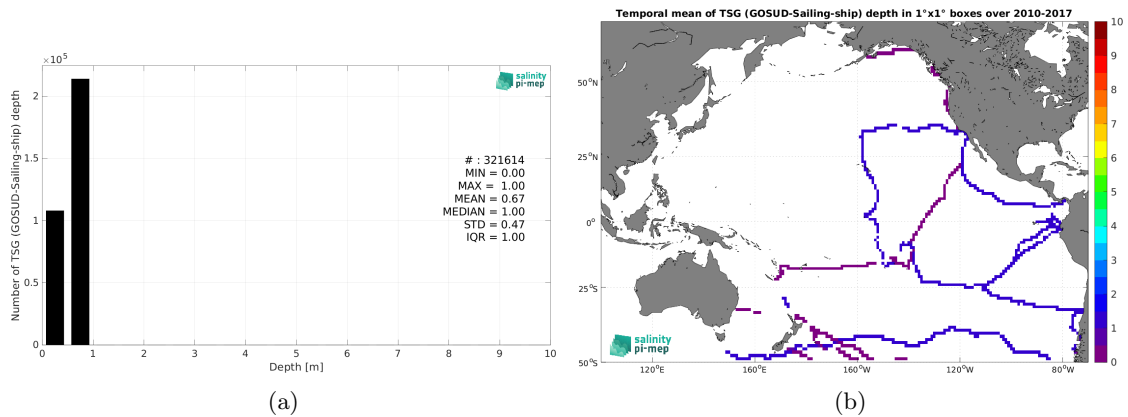 ×10^5
2
1.5
1
0.5
0
Number of TSG (GOSUD-Sailing-ship) depth
0 1 2 3 4 5 6 7 8 9 10
Depth [m]
salinity
pi-mep
# : 321614
MIN = 0.00
MAX = 1.00
MEAN = 0.67
MEDIAN = 1.00
STD = 0.47
IQR = 1.00
(a)
Temporal mean of TSG (GOSUD-Sailing-ship) depth in 1°x1° boxes over 2010-2017
50°N
25°N
0°
25°S
50°S
120°E 160°E 160°W 120°W 80°W
salinity
pi-mep
10
9
8
7
6
5
4
3
2
1
0
(b)